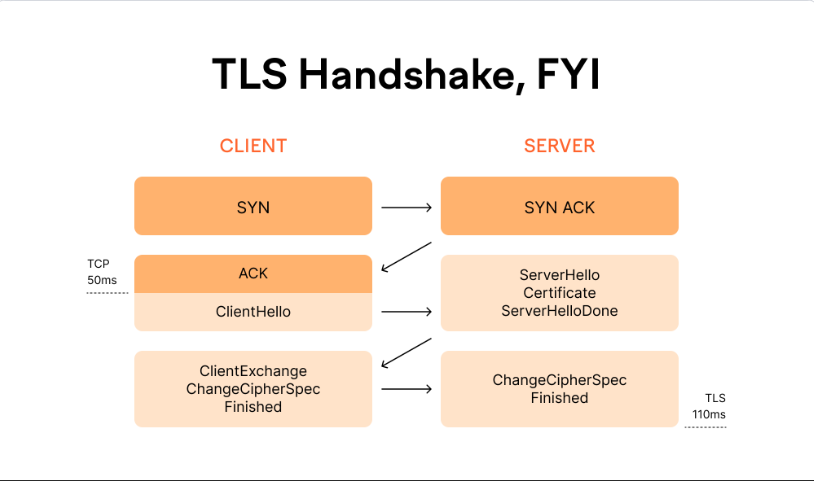 TLS Handshake, FYI
CLIENT
SERVER
SYN
SYN ACK
TCP
50ms
ACK
ClientHello
ServerHello
Certificate
ServerHelloDone
ClientExchange
ChangeCipherSpec
Finished
ChangeCipherSpec
Finished
TLS
110ms